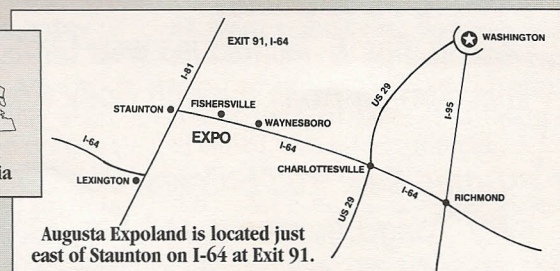 WASHINGTON
EXIT 91, I-64
I-81
US 29
I-95
STAUNTON
FISHERSVILLE
WAYNESBORO
EXPO
I-64
I-64
CHARLOTTESVILLE
I-64
LEXINGTON
RICHMOND
US 29
ia
Augusta Expoland is located just
east of Staunton on I-64 at Exit 91.